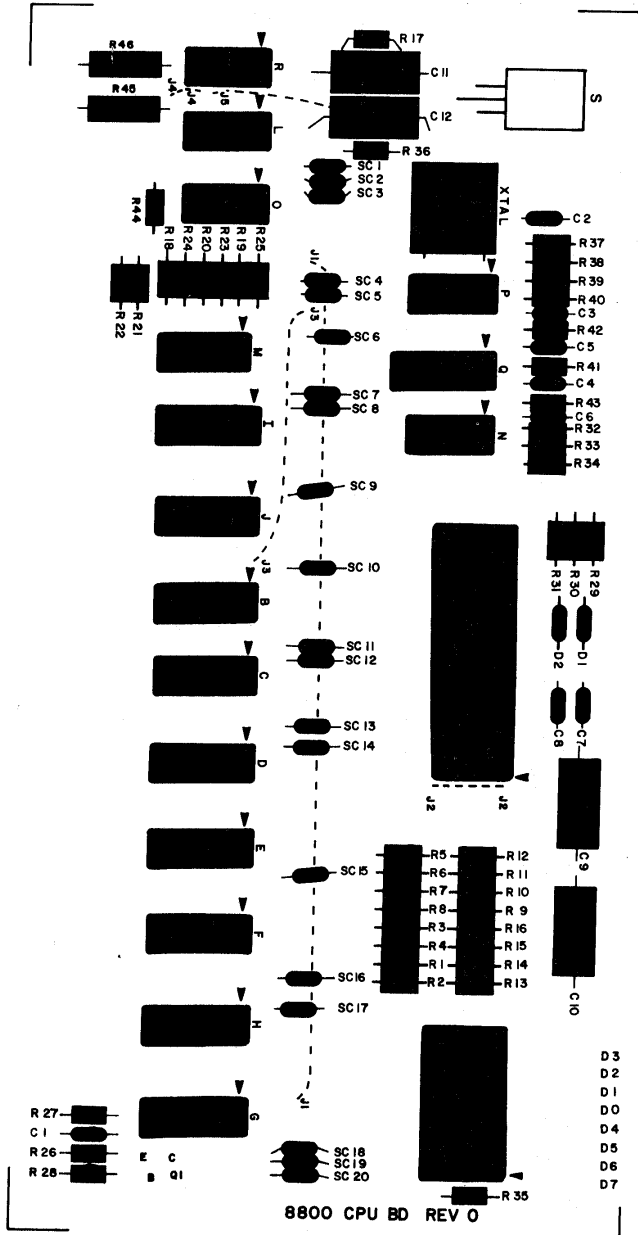 R46
R45
J4
J4
J5
R
L
O
R17
C11
C12
R36
S
SC1
SC2
SC3
XTAL
C2
R44
R18
R24
R20
R23
R19
R25
R22
R21
J1
SC4
SC5
J3
SC6
P
R37
R38
R39
R40
C3
R42
C5
R41
C4
R43
C6
R32
R33
R34
M
I
SC7
SC8
Q
N
J
SC9
J3
B
SC10
R31
R30
R29
D2
D1
C
SC11
SC12
C8
C7
D
SC13
SC14
J2
J2
C9
E
SC15
R5
R6
R7
R8
R3
R4
R1
R2
R12
R11
R10
R9
R16
R15
R14
R13
C10
F
SC16
SC17
H
J1
G
D3
D2
D1
D0
D4
D5
D6
D7
R27
C1
R26
R28
E C
B Q1
SC18
SC19
SC20
R35
8800 CPU BD REV 0